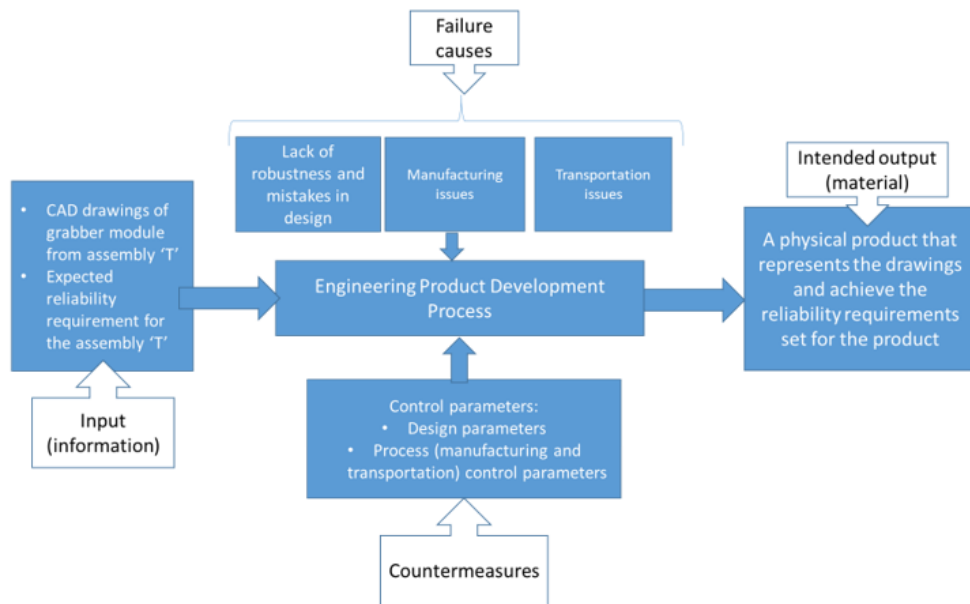 Failure
causes
Lack of
robustness and
mistakes in
design
Manufacturing
issues
Transportation
issues
Intended output
(material)
• CAD drawings of
grabber module
from assembly ‘T’
• Expected
reliability
requirement for
the assembly ‘T’
Engineering Product Development
Process
A physical product that
represents the drawings
and achieve the
reliability requirements
set for the product
Input
(information)
Control parameters:
• Design parameters
• Process (manufacturing and
transportation) control parameters
Countermeasures